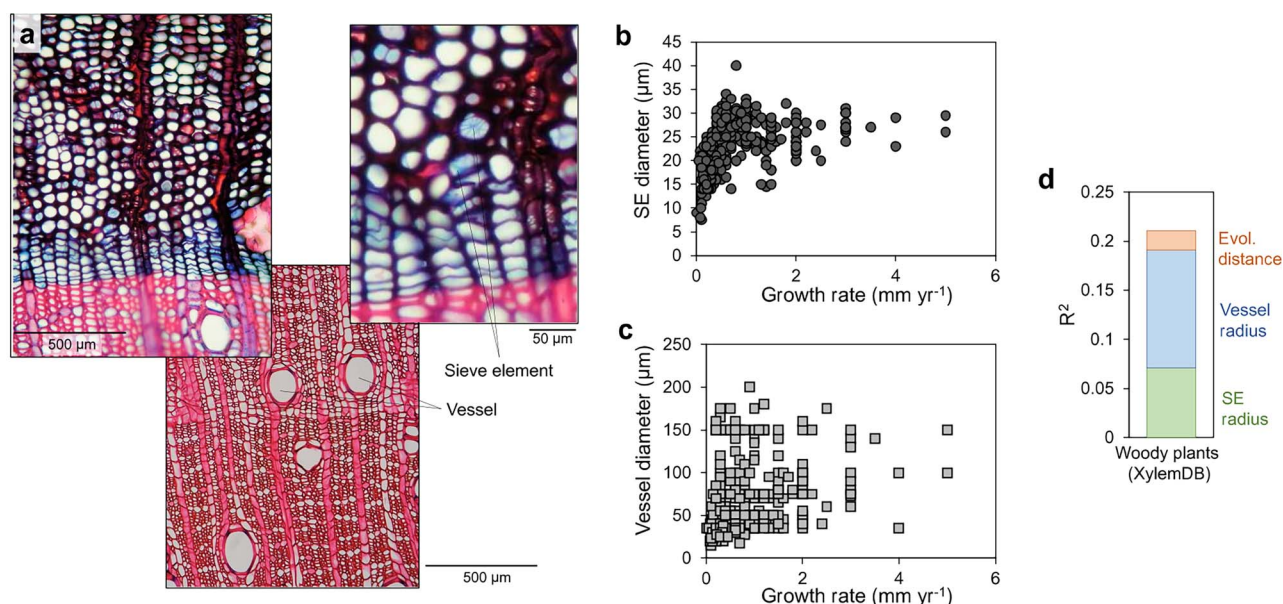 a
500 µm
50 µm
Sieve element
Vessel
500 µm
b
SE diameter (µm)
45
40
35
30
25
20
15
10
5
0
0
2
4
6
Growth rate (mm yr⁻¹)
c
Vessel diameter (µm)
250
200
150
100
50
0
0
2
4
6
Growth rate (mm yr⁻¹)
d
R²
0.25
0.2
0.15
0.1
0.05
0
Evol.
distance
Vessel
radius
SE
radius
Woody plants
(XylemDB)